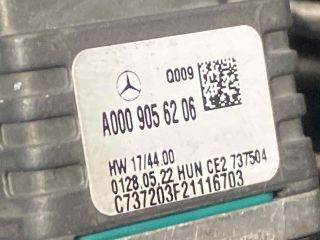 Q009
A000 905 62 06
HW 17/44 00
0128.05.22 HUN CE2 737504
C737203F21116703